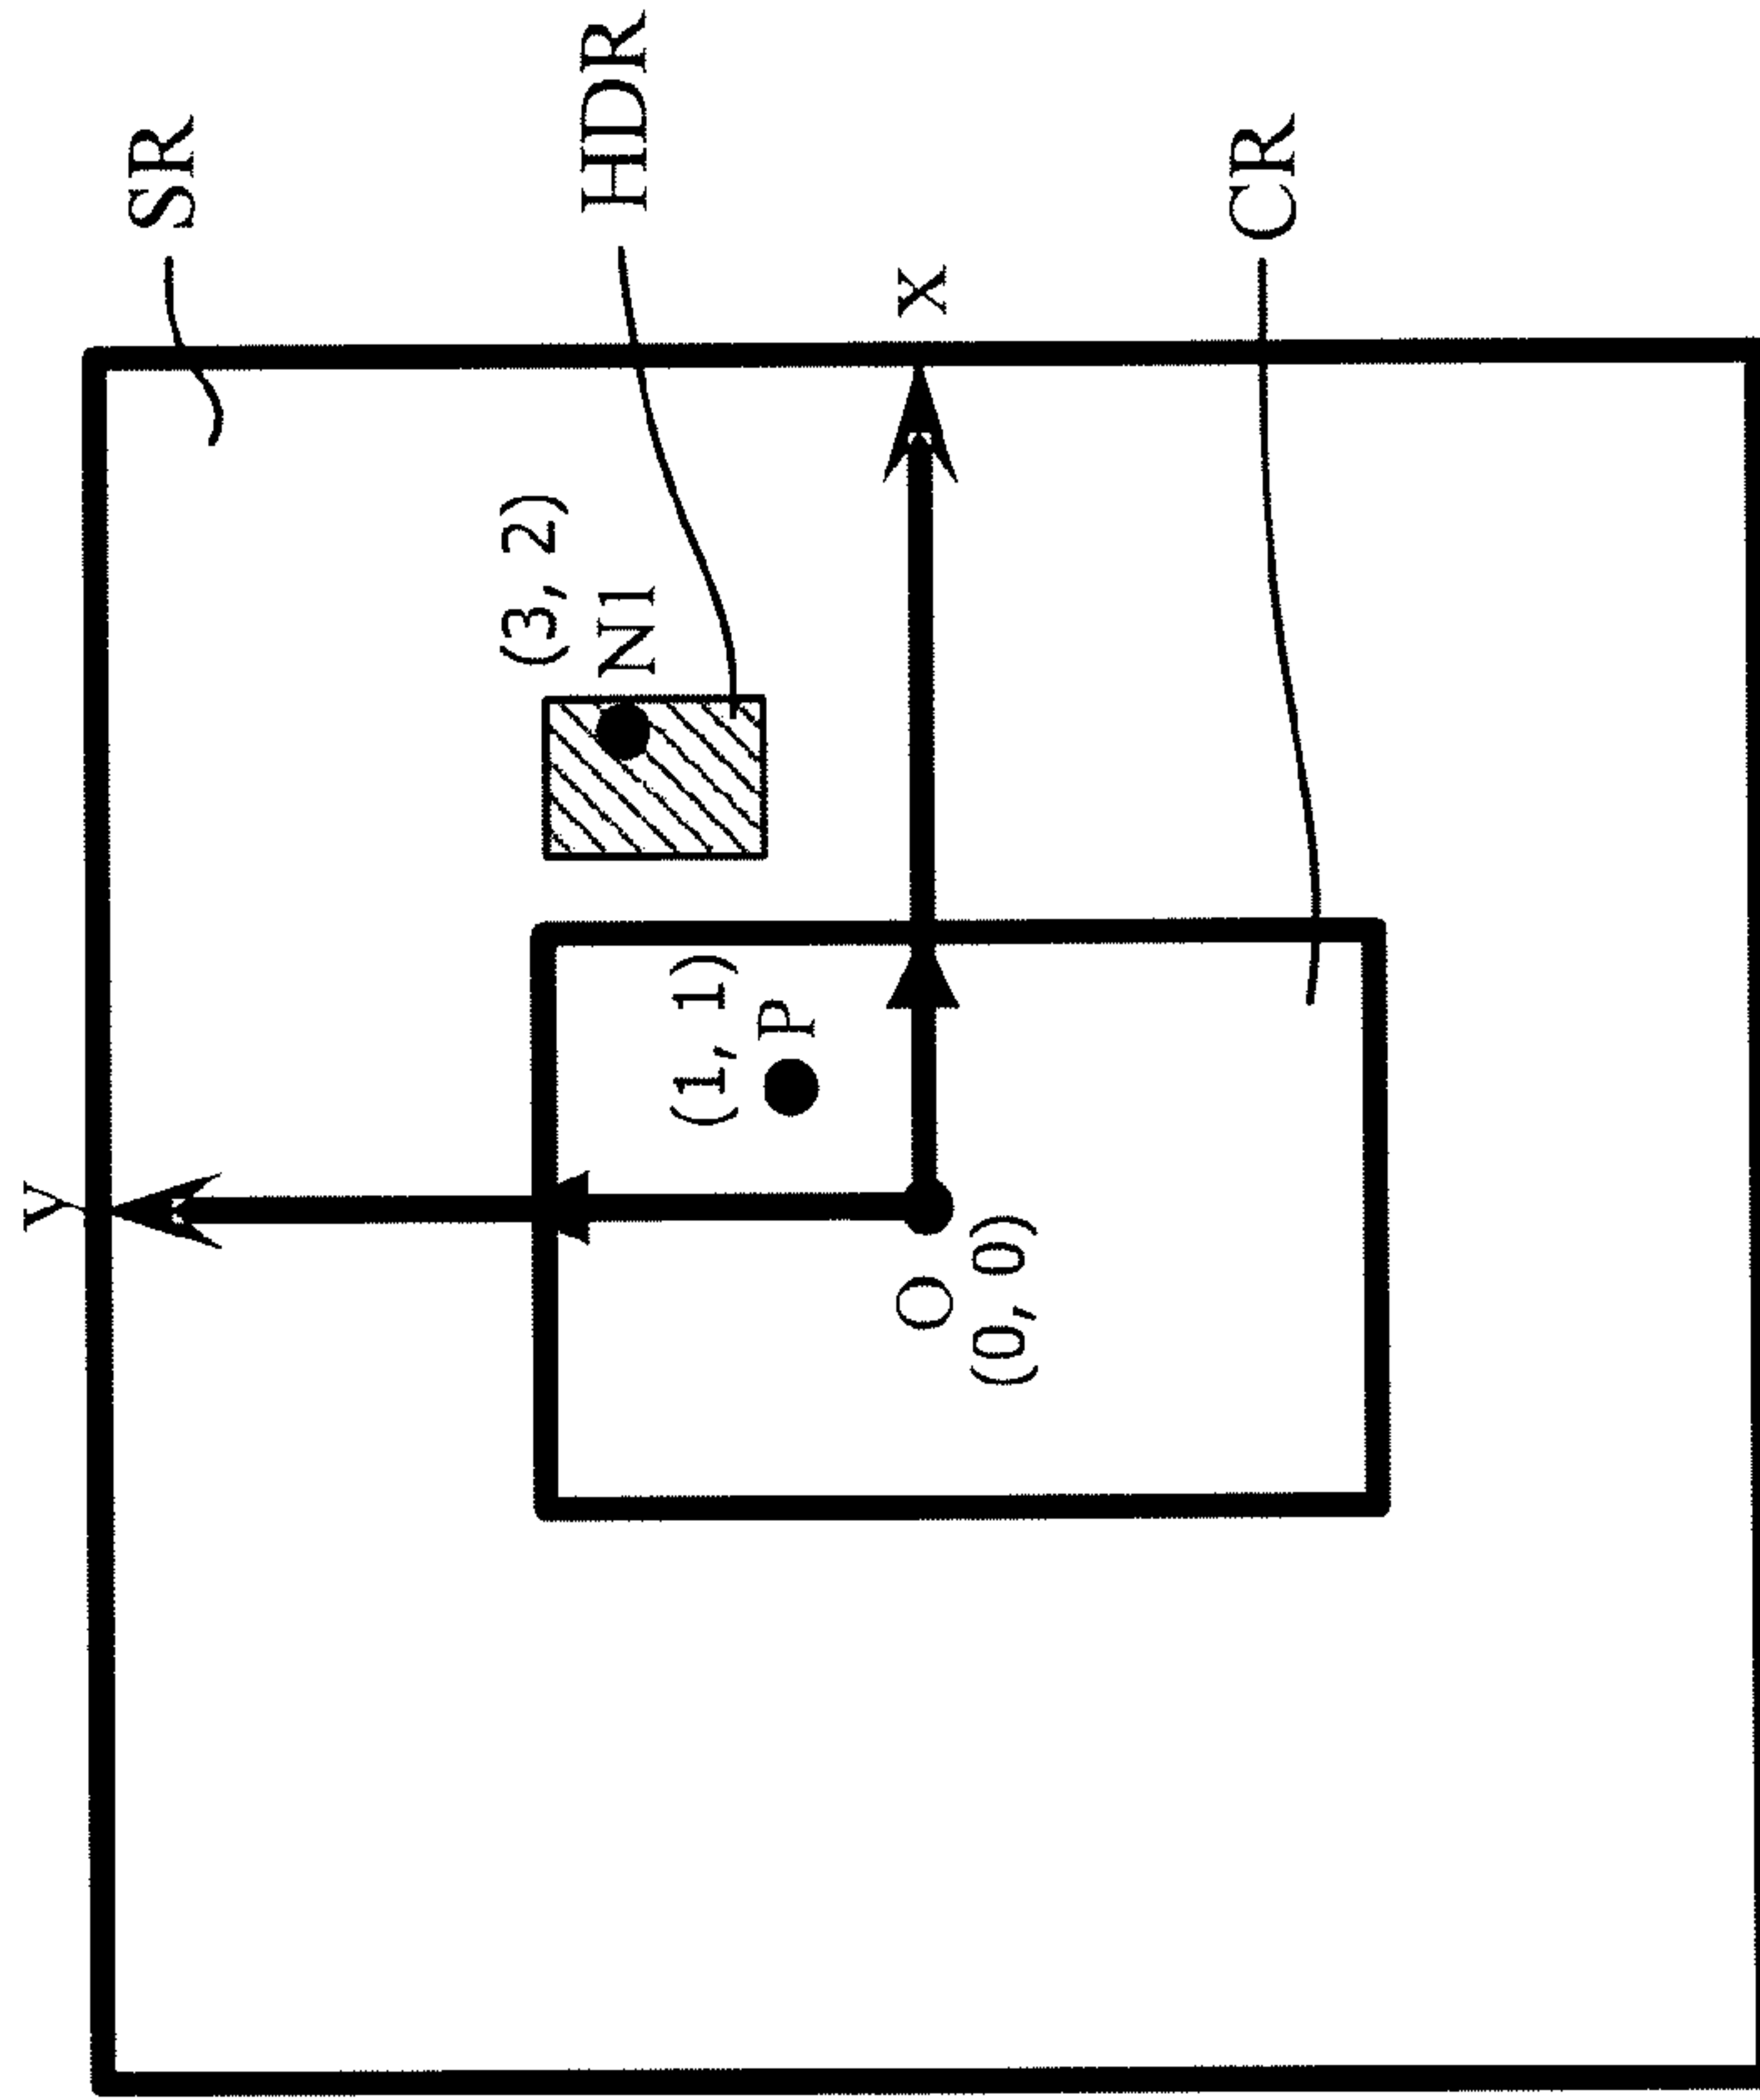 y
SR
HDR
(3, 2)
N1
x
(1, 1)
P
O
(0, 0)
CR